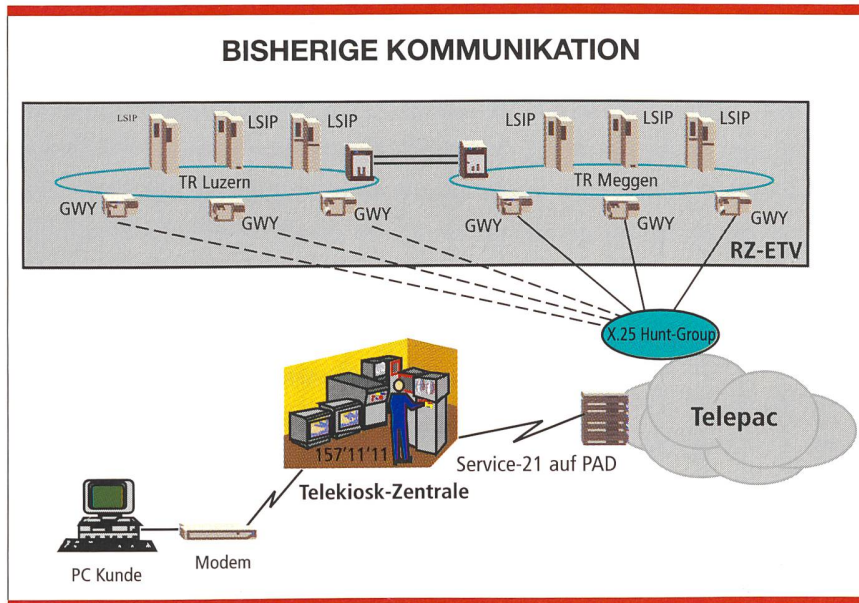 BISHERIGE KOMMUNIKATION
LSIP
LSIP
LSIP
LSIP
LSIP
LSIP
TR Luzern
TR Meggen
GWY
GWY
GWY
GWY
GWY
GWY
RZ-ETV
X.25 Hunt-Group
Telepac
157'11'11
Service-21 auf PAD
Telekiosk-Zentrale
Modem
PC Kunde